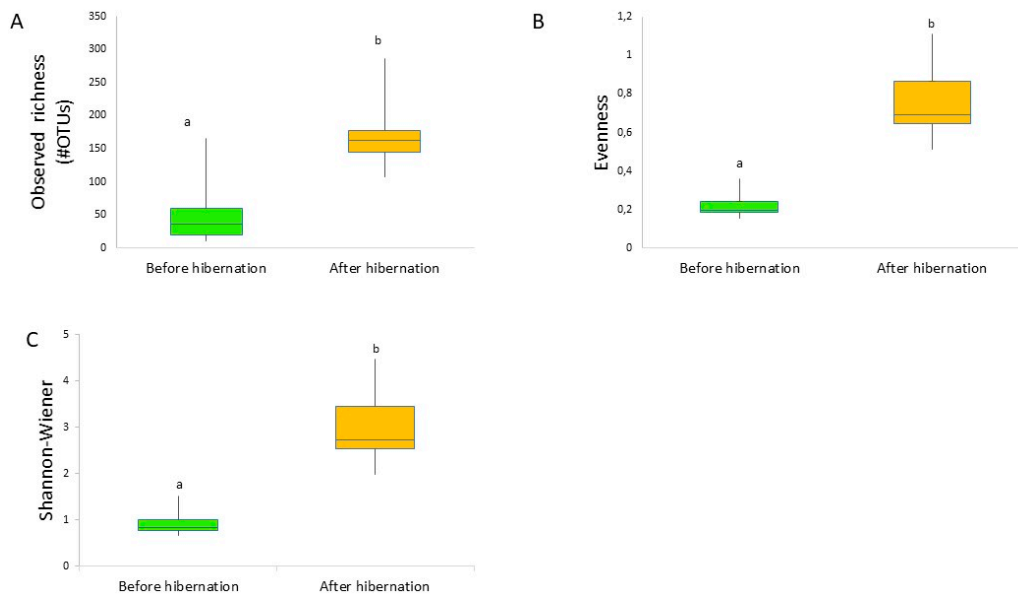 A
Observed richness
(#OTUs)
350
300
250
200
150
100
50
0
a
b
Before hibernation
After hibernation
B
Evenness
1,2
1
0,8
0,6
0,4
0,2
0
a
b
Before hibernation
After hibernation
C
Shannon-Wiener
5
4
3
2
1
0
a
b
Before hibernation
After hibernation